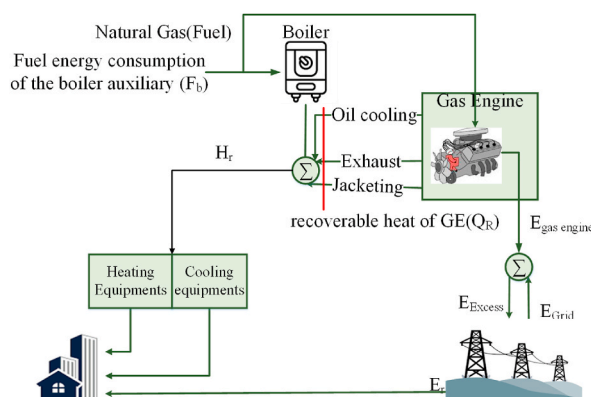 Natural Gas(Fuel)
Boiler
Fuel energy consumption
of the boiler auxiliary (Fb)
Gas Engine
Oil cooling
Exhaust
Jacketing
Hr
Σ
recoverable heat of GE(QR)
Egas engine
Σ
Heating
Equipments
Cooling
equipments
EExcess
EGrid
Er